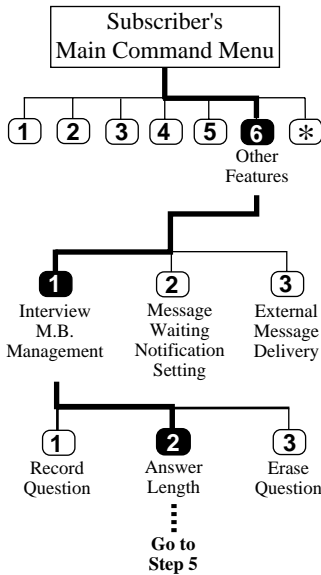 Subscriber's
Main Command Menu
1 2 3 4 5 6 *
Other
Features
1 2 3
Interview
M.B.
Management
Message
Waiting
Notification
Setting
External
Message
Delivery
1 2 3
Record
Question
Answer
Length
Erase
Question
Go to
Step 5